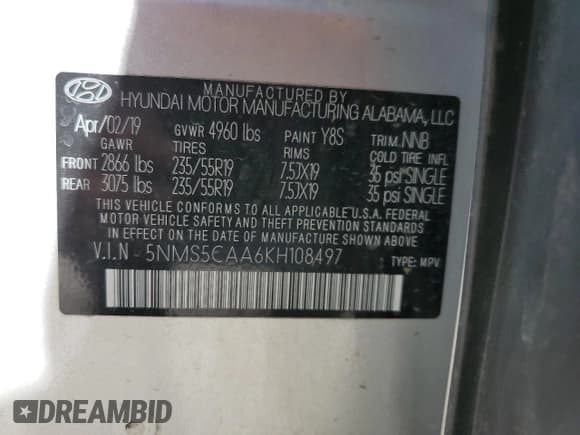 MANUFACTURED BY
HYUNDAI MOTOR MANUFACTURING ALABAMA, LLC
Apr/02/19 GVWR 4960 lbs PAINT Y8S TRIM NNB
GAWR TIRES RIMS COLD TIRE INFL
FRONT 2866 lbs 235/55R19 7.5JX19 35 psi SINGLE
REAR 3075 lbs 235/55R19 7.5JX19 35 psi SINGLE
THIS VEHICLE CONFORMS TO ALL APPLICABLE U.S.A. FEDERAL
MOTOR VEHICLE SAFETY AND THEFT PREVENTION STANDARDS
IN EFFECT ON THE DATE OF MANUFACTURE SHOWN ABOVE.
V.I.N - 5NMS5CAA6KH108497 TYPE: MPV
DREAMBID